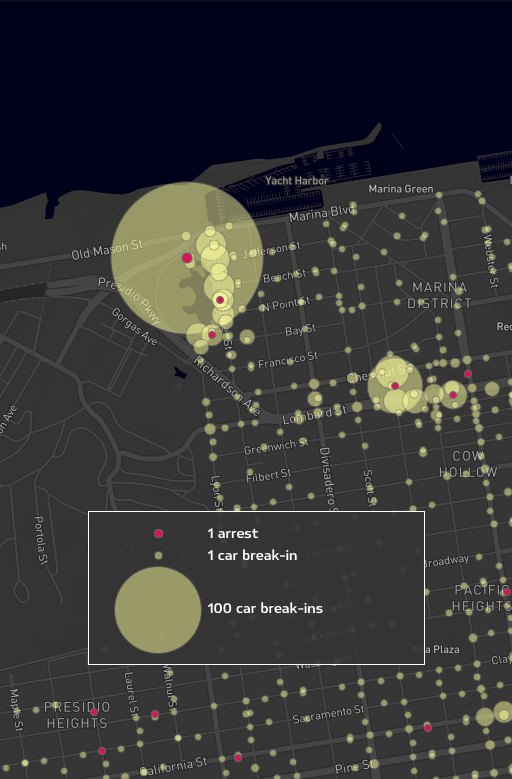 Yacht Harbor
Marina Green
Marina Blvd
Old Mason St
Jefferson St
Webster St
Beach St
Presidio Pkwy
MARINA
DISTRICT
N Point St
Gorgas Ave
Bay St
Rec
Francisco St
Chestnut St
Richardson Ave
Lombard St
Greenwich St
COW
HOLLOW
Filbert St
Lyon St
Divisadero S
Scott St
Portola St
1 arrest
1 car break-in
100 car break-ins
Broadway
PACIFIC
HEIGHTS
Alta Plaza
Clay
Maple St
Laurel St
Walnut St
PRESIDIO
HEIGHTS
Sacramento St
California St
Pine St